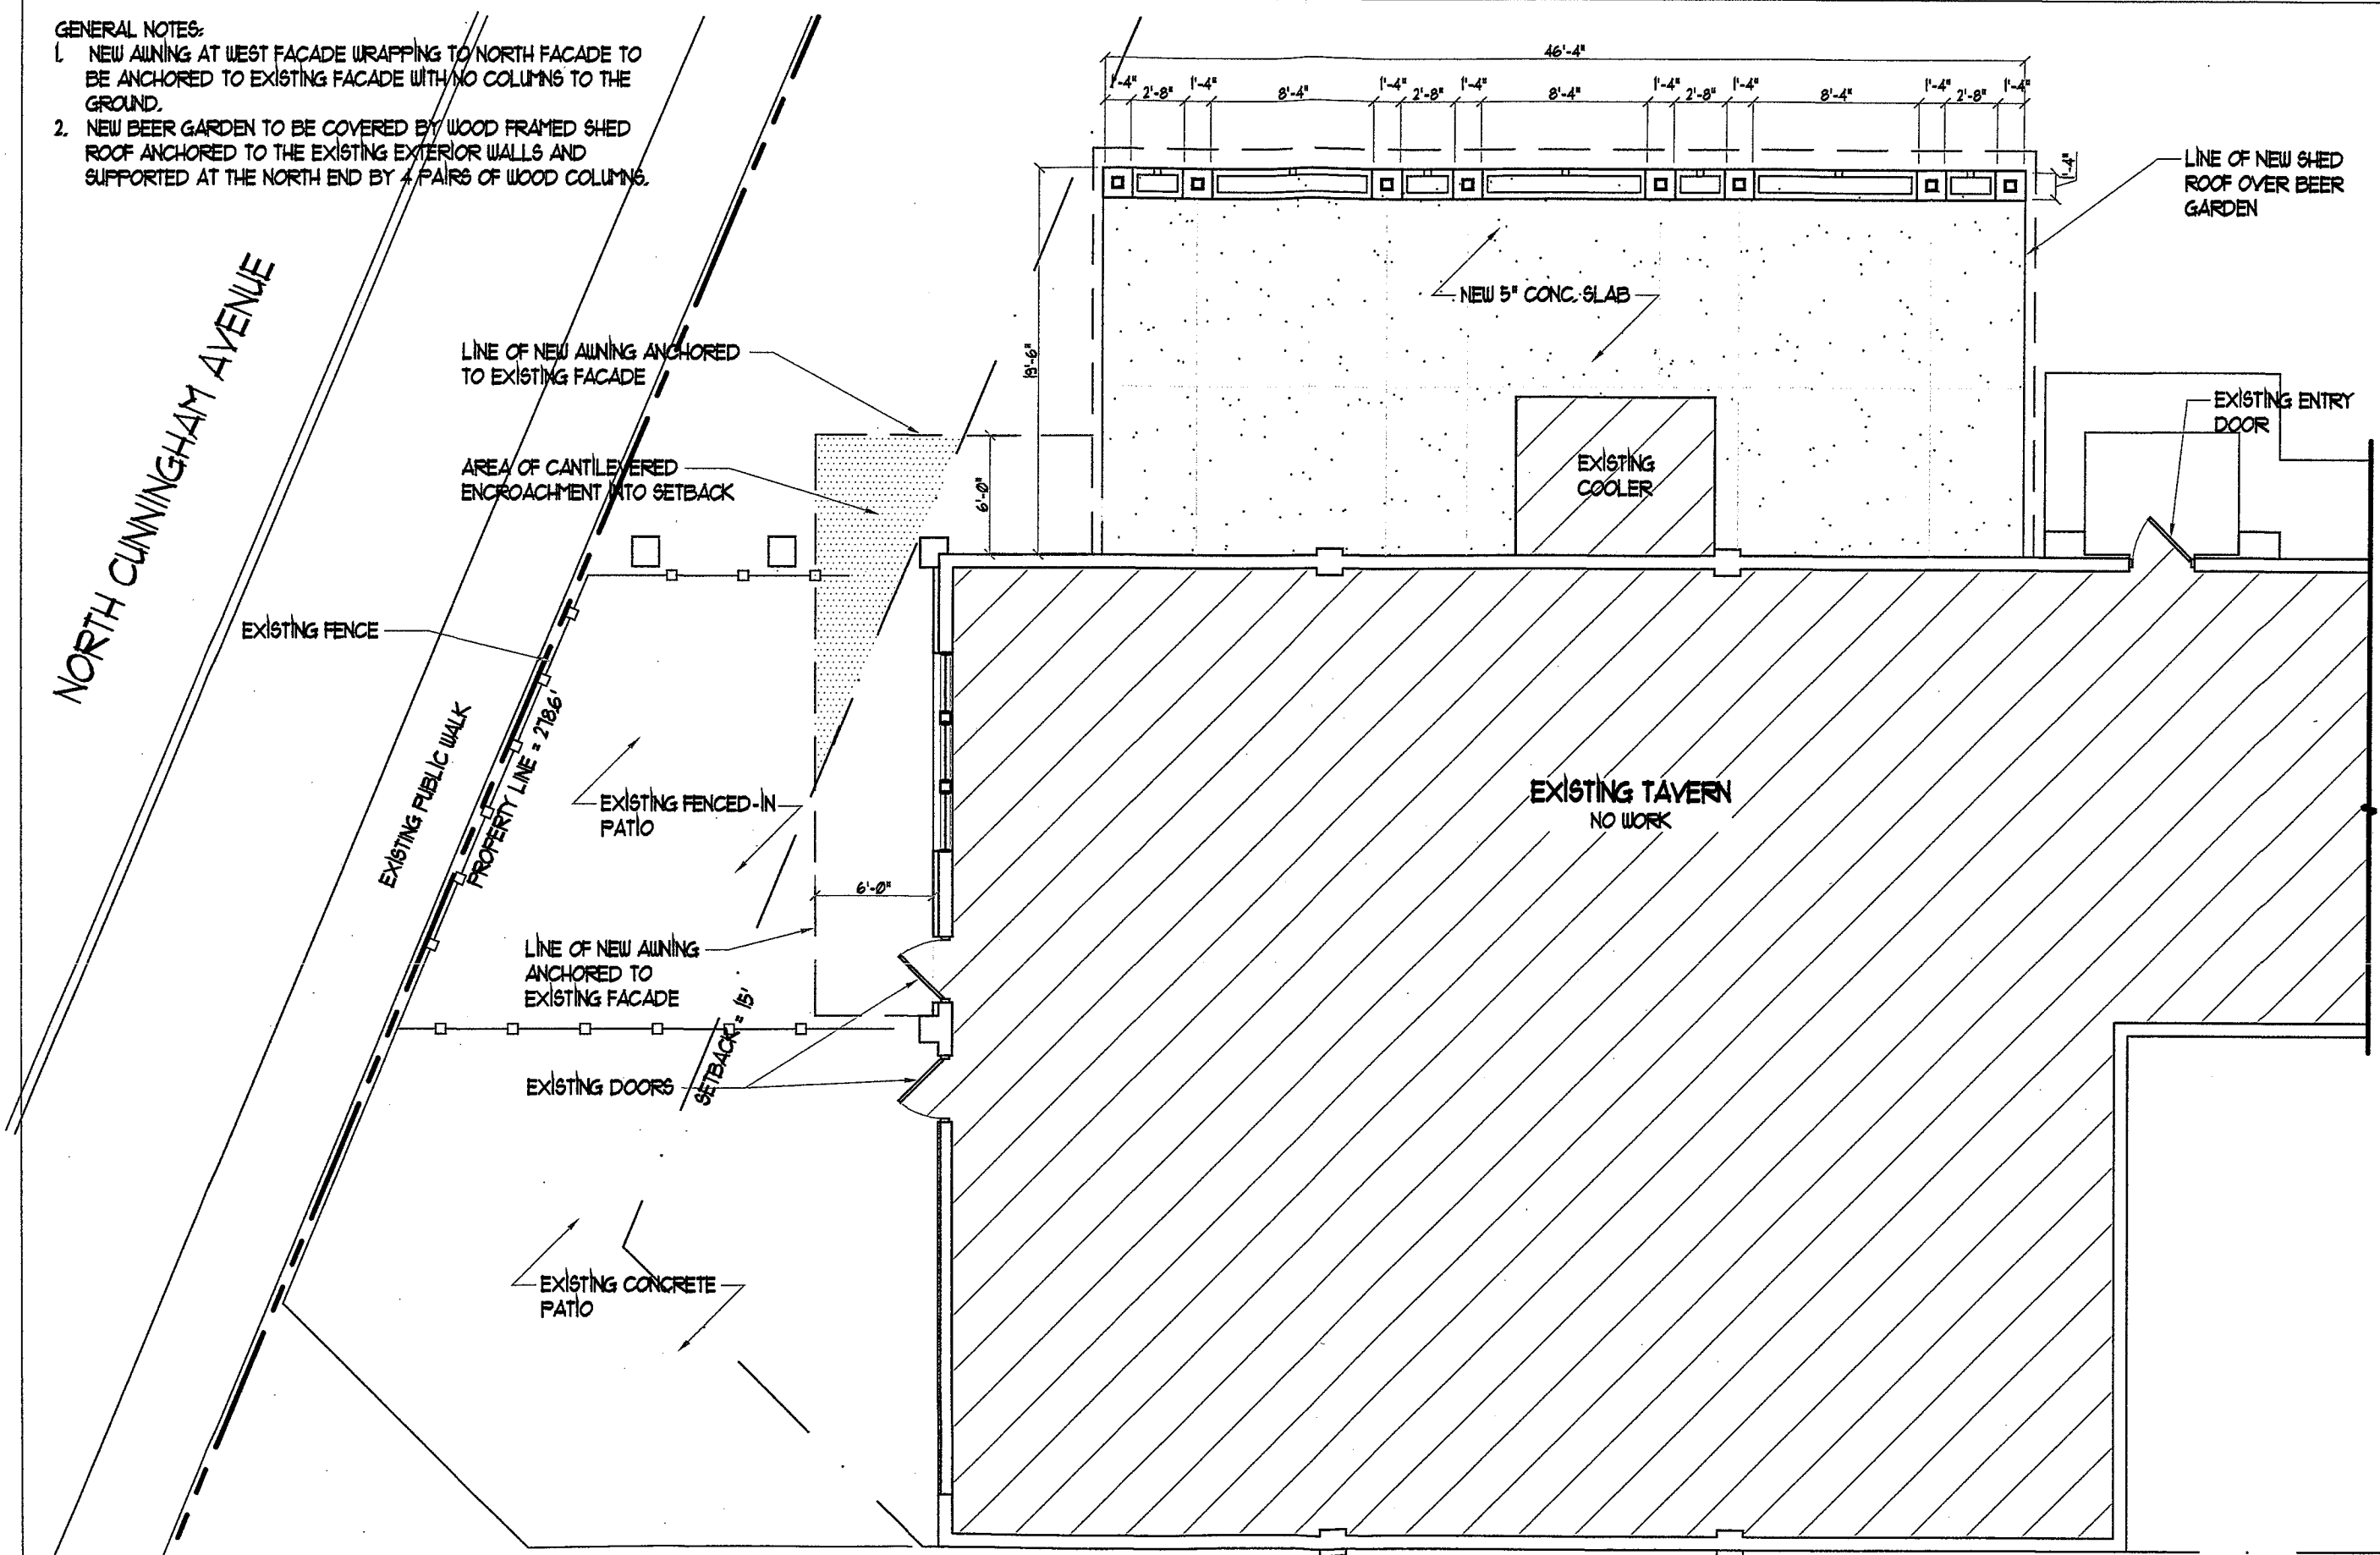 GENERAL NOTES:
1. NEW AWNING AT WEST FACADE WRAPPING TO NORTH FACADE TO
BE ANCHORED TO EXISTING FACADE WITH NO COLUMNS TO THE
GROUND.
2. NEW BEER GARDEN TO BE COVERED BY WOOD FRAMED SHED
ROOF ANCHORED TO THE EXISTING EXTERIOR WALLS AND
SUPPORTED AT THE NORTH END BY 4 PAIRS OF WOOD COLUMNS.
46'-4"
1'-4" 2'-8" 1'-4" 8'-4" 1'-4" 2'-8" 1'-4" 8'-4" 1'-4" 2'-8" 1'-4" 8'-4" 1'-4" 2'-8" 1'-4"
1'-4"
LINE OF NEW SHED
ROOF OVER BEER
GARDEN
NORTH CUNNINGHAM AVENUE
NEW 5" CONC. SLAB
19'-6"
LINE OF NEW AWNING ANCHORED
TO EXISTING FACADE
EXISTING ENTRY
DOOR
AREA OF CANTILEVERED
ENCROACHMENT INTO SETBACK
6'-0"
EXISTING
COOLER
EXISTING FENCE
EXISTING PUBLIC WALK
PROPERTY LINE = 278.6'
EXISTING FENCED-IN
PATIO
EXISTING TAVERN
NO WORK
6'-0"
LINE OF NEW AWNING
ANCHORED TO
EXISTING FACADE
SETBACK = 15'
EXISTING DOORS
EXISTING CONCRETE
PATIO